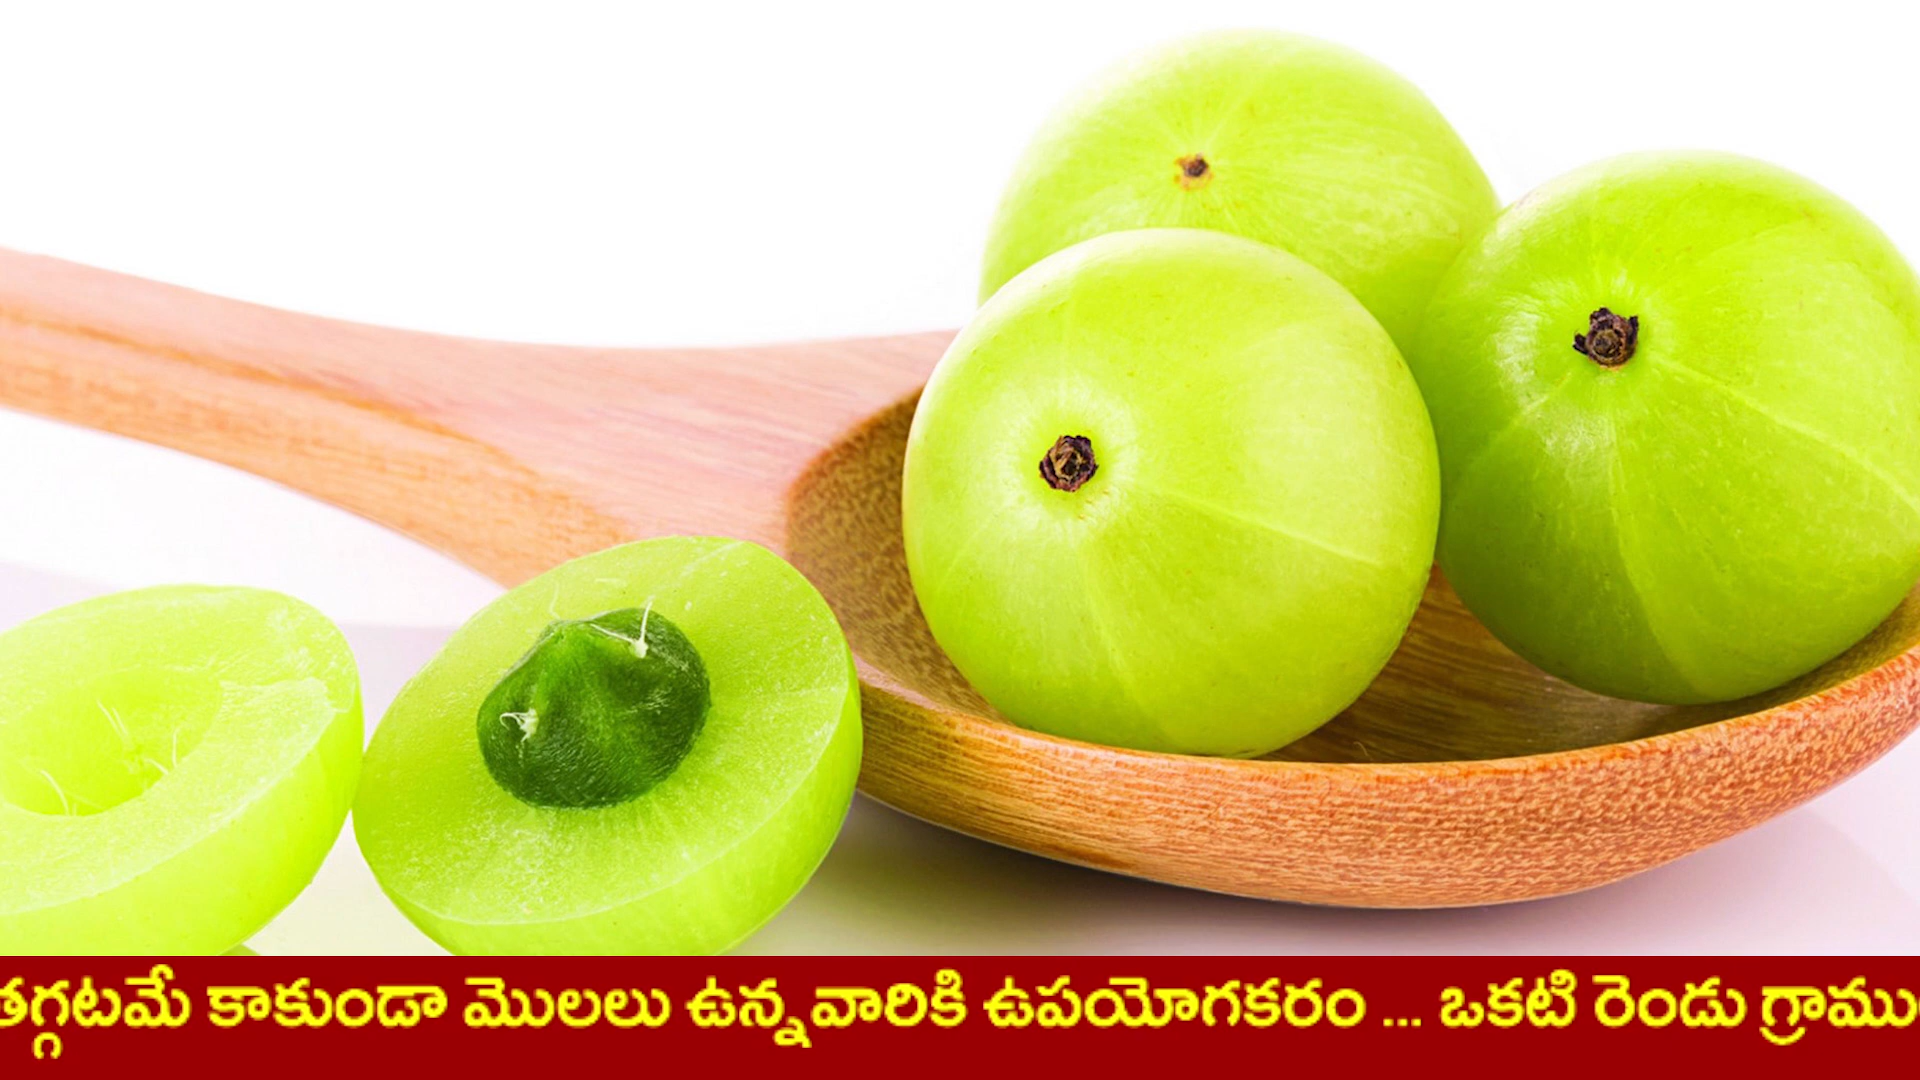 తగ్గటమే కాకుండా మొలలు ఉన్నవారికి ఉపయోగకరం ... ఒకటి రెండు గ్రాము